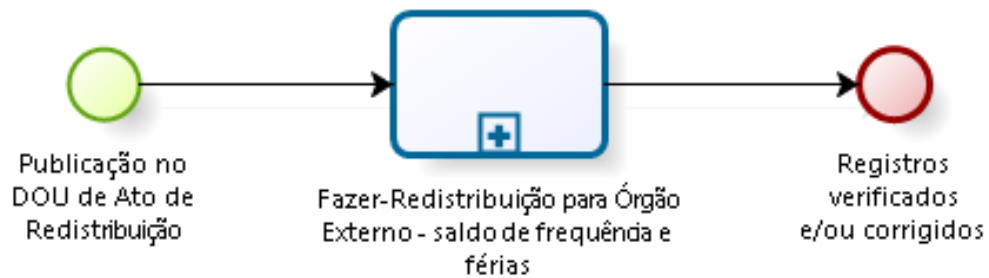 Publicação no
DOU de Ato de
Redistribuição
Fazer-Redistribuição para Órgão
Externo - saldo de frequência e
férias
Registros
verificados
e/ou corrigidos